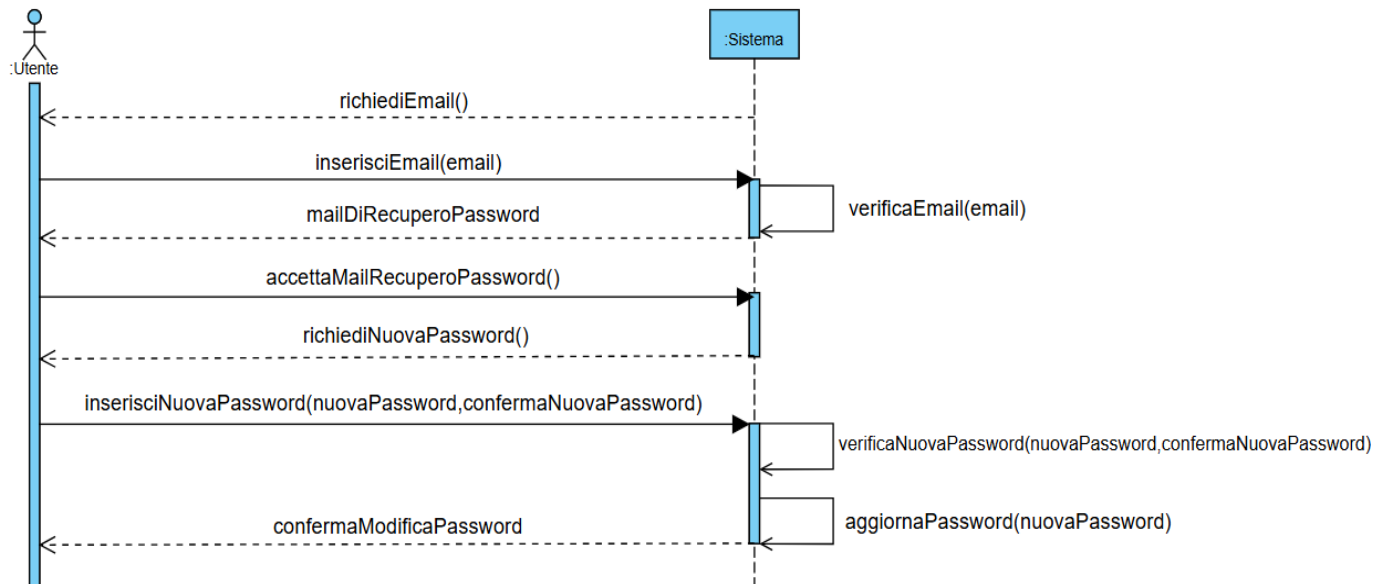 :Utente
:Sistema
richiediEmail()
inserisciEmail(email)
verificaEmail(email)
mailDiRecuperoPassword
accettaMailRecuperoPassword()
richiediNuovaPassword()
inserisciNuovaPassword(nuovaPassword,confermaNuovaPassword)
verificaNuovaPassword(nuovaPassword,confermaNuovaPassword)
aggiornaPassword(nuovaPassword)
confermaModificaPassword